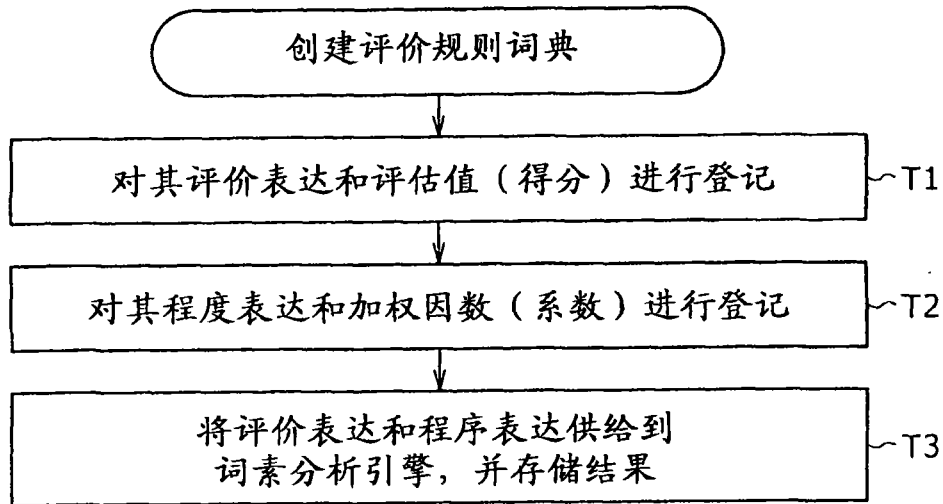 创建评价规则词典
对其评价表达和评估值（得分）进行登记
T1
对其程度表达和加权因数（系数）进行登记
T2
将评价表达和程序表达供给到
词素分析引擎，并存储结果
T3